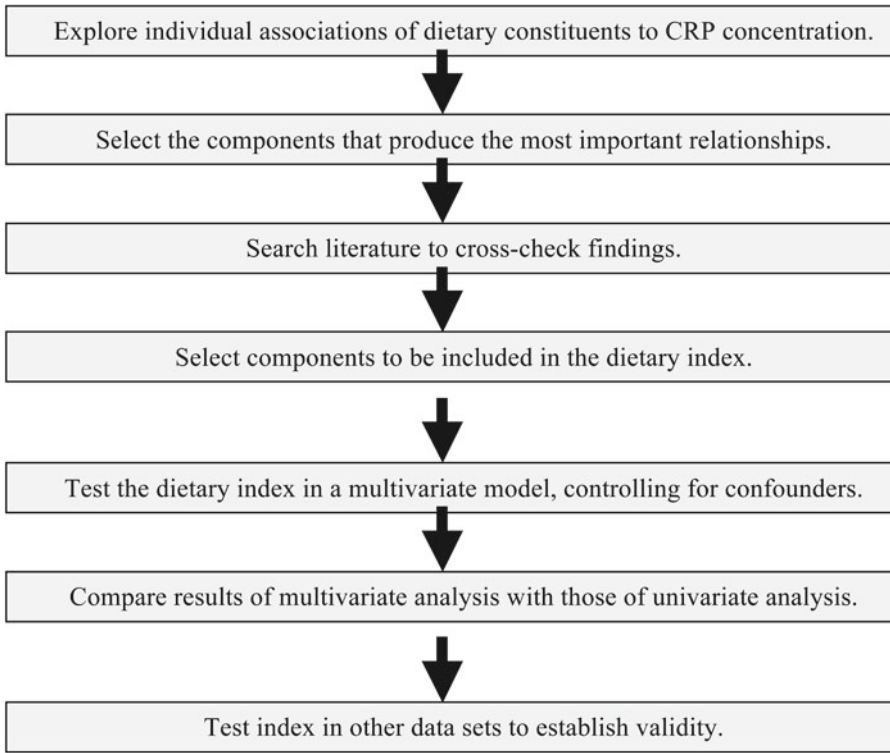 Explore individual associations of dietary constituents to CRP concentration.
Select the components that produce the most important relationships.
Search literature to cross-check findings.
Select components to be included in the dietary index.
Test the dietary index in a multivariate model, controlling for confounders.
Compare results of multivariate analysis with those of univariate analysis.
Test index in other data sets to establish validity.